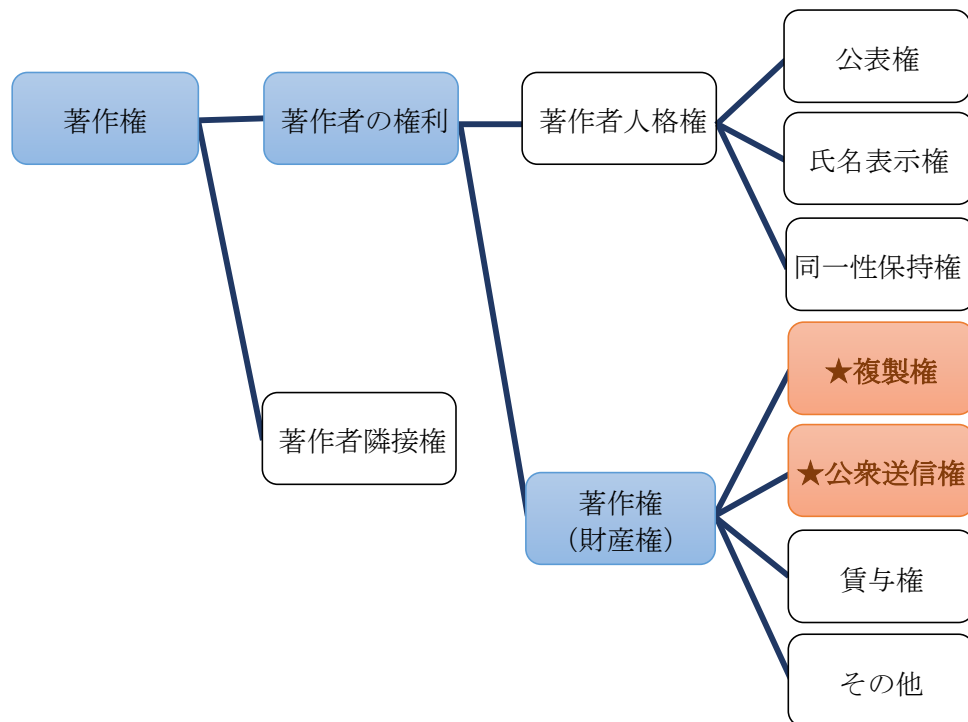 著作権
著作者の権利
著作者人格権
公表権
氏名表示権
同一性保持権
著作者隣接権
著作権
（財産権）
★複製権
★公衆送信権
賃与権
その他